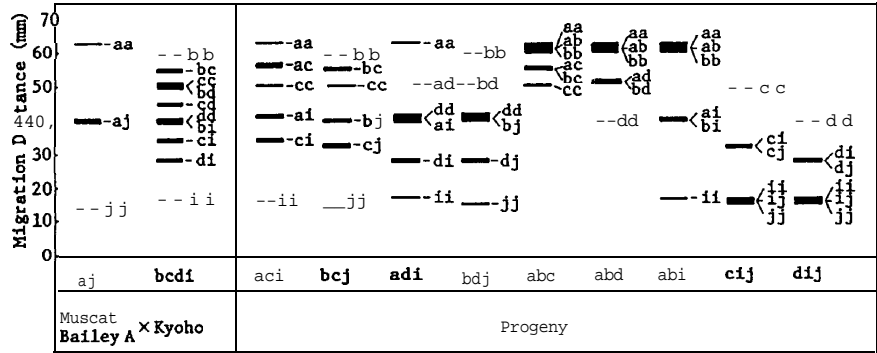 Migration Distance (mm)
70
60
50
440,
30
20
10
0
-aa
-aj
--jj
--bb
-bc
cc
bd
-cd
dd
bj
-ci
-di
--ii
-aa
-ac
-cc
-ai
-ci
--ii
--bb
-bc
-cc
-bj
-cj
jj
-aa
--ad
dd
ai
-di
-ii
--bb
--bd
dd
bj
-dj
-jj
aa
ab
bb
ac
bc
cc
aa
ab
bb
ad
bd
--dd
aa
ab
bb
ai
bi
-ii
--cc
ci
cj
ii
ij
jj
--dd
di
dj
ii
ij
jj
aj bcdi aci bcj adi bdj abc abd abi cij dij
Muscat
Bailey A × Kyoho
Progeny